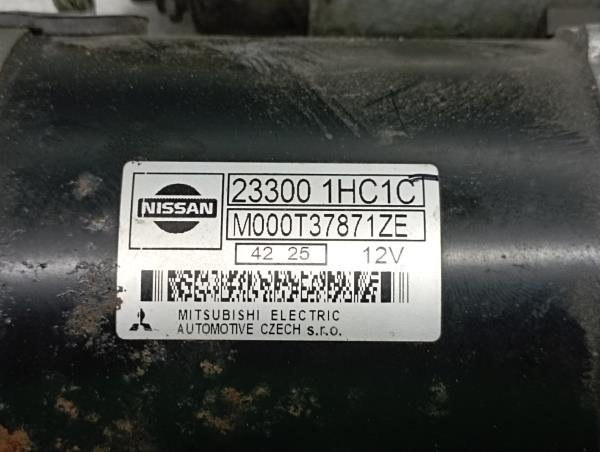 NISSAN
23300 1HC1C
M000T37871ZE
42 25 12V
MITSUBISHI ELECTRIC
AUTOMOTIVE CZECH s.r.o.